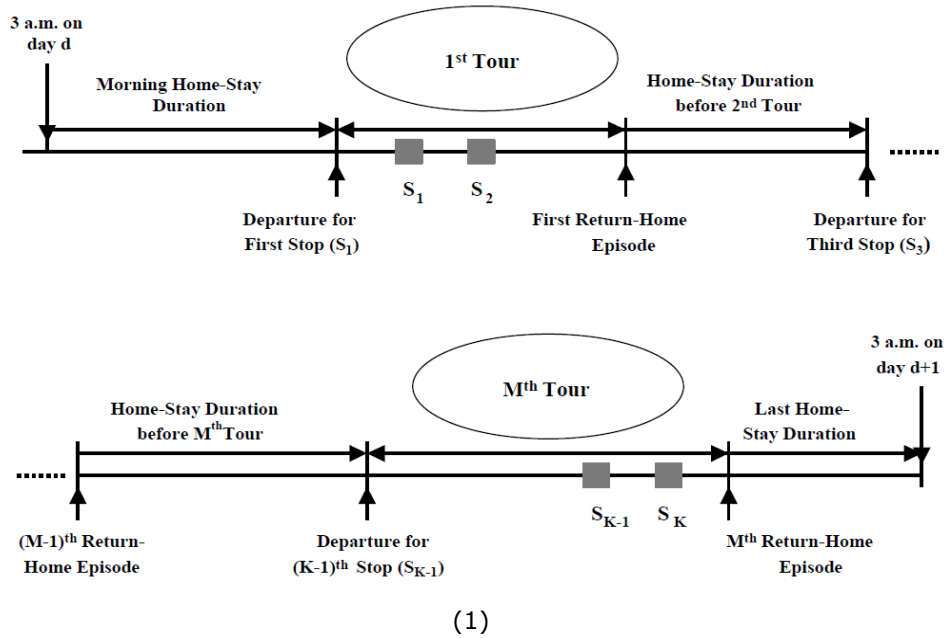 3 a.m. on
day d
1st Tour
Morning Home-Stay
Duration
Home-Stay Duration
before 2nd Tour
S1
S2
Departure for
First Stop (S1)
First Return-Home
Episode
Departure for
Third Stop (S3)
3 a.m. on
day d+1
Mth Tour
Home-Stay Duration
before Mth Tour
Last Home-
Stay Duration
SK-1
SK
(M-1)th Return-
Home Episode
Departure for
(K-1)th Stop (SK-1)
Mth Return-Home
Episode
(1)